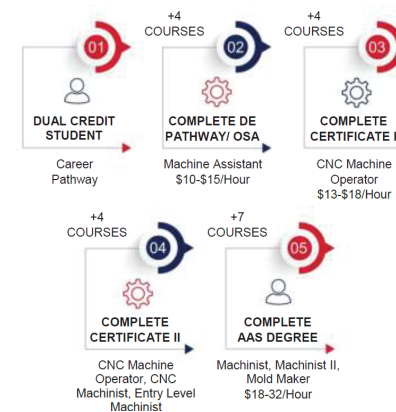 +4
COURSES
+4
COURSES
01
02
03
DUAL CREDIT
STUDENT
COMPLETE DE
PATHWAY/ OSA
COMPLETE
CERTIFICATE I
Career
Pathway
Machine Assistant
$10-$15/Hour
CNC Machine
Operator
$13-$18/Hour
+4
COURSES
+7
COURSES
04
05
COMPLETE
CERTIFICATE II
COMPLETE
AAS DEGREE
CNC Machine
Operator, CNC
Machinist, Entry Level
Machinist
Machinist, Machinist II,
Mold Maker
$18-32/Hour